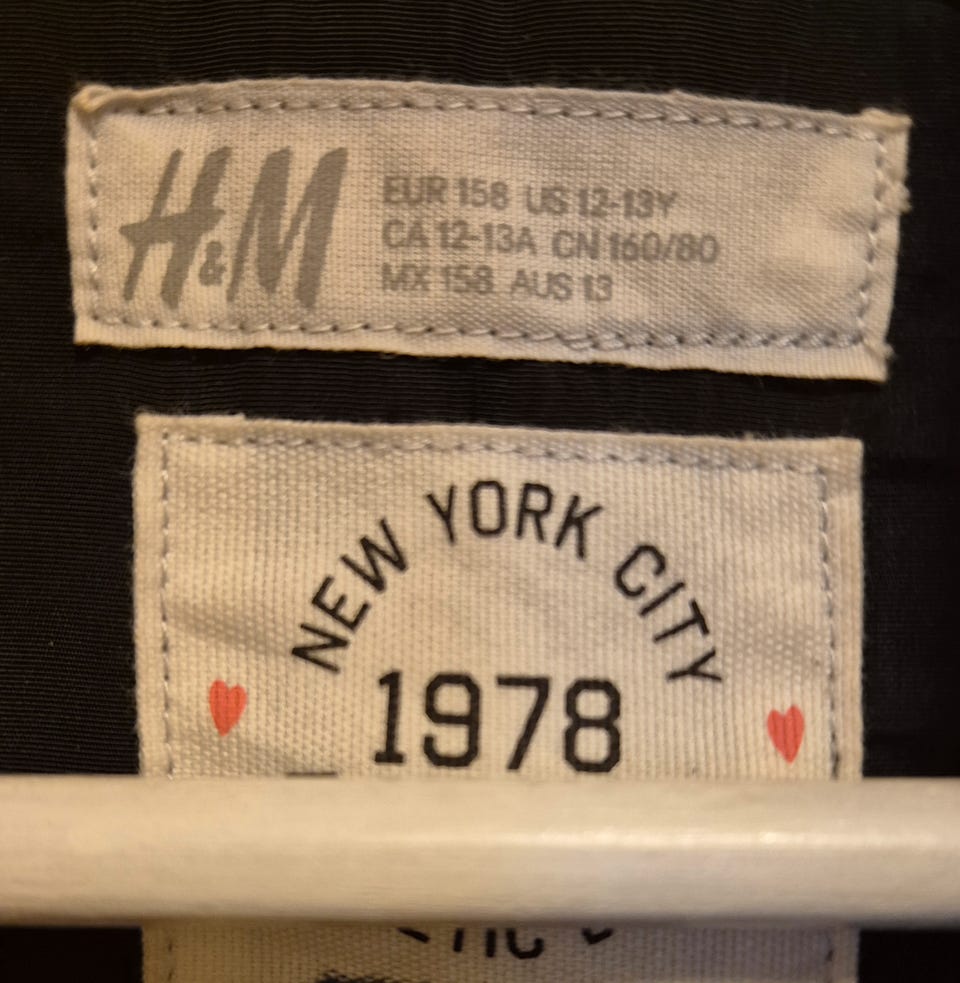 H&M
EUR 158 US 12-13Y
CA 12-13A CN 160/80
MX 158 AUS 13
NEW YORK CITY
1978